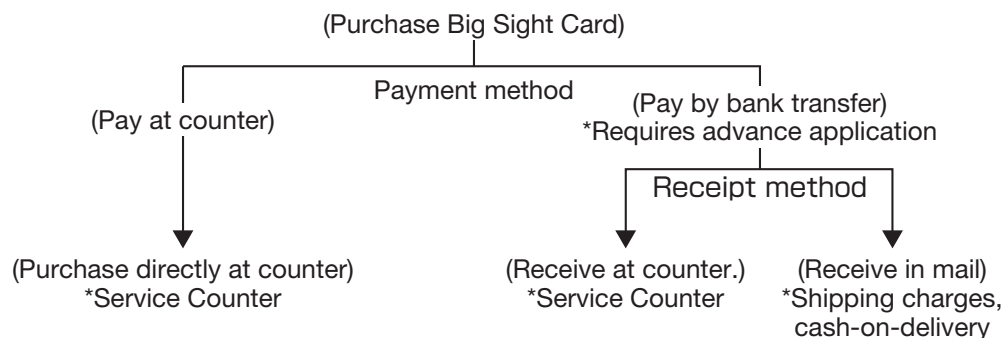 (Purchase Big Sight Card)
Payment method
(Pay at counter)
(Pay by bank transfer)
*Requires advance application
Receipt method
(Purchase directly at counter)
*Service Counter
(Receive at counter.)
*Service Counter
(Receive in mail)
*Shipping charges,
cash-on-delivery